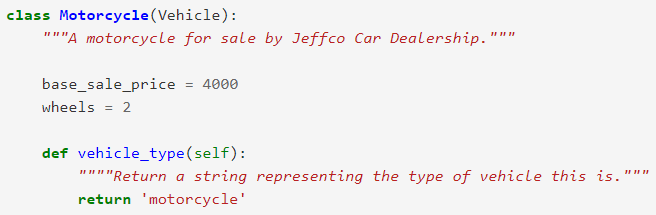 class Motorcycle(Vehicle):
    """A motorcycle for sale by Jeffco Car Dealership."""

    base_sale_price = 4000
    wheels = 2

    def vehicle_type(self):
        """"Return a string representing the type of vehicle this is."""
        return 'motorcycle'